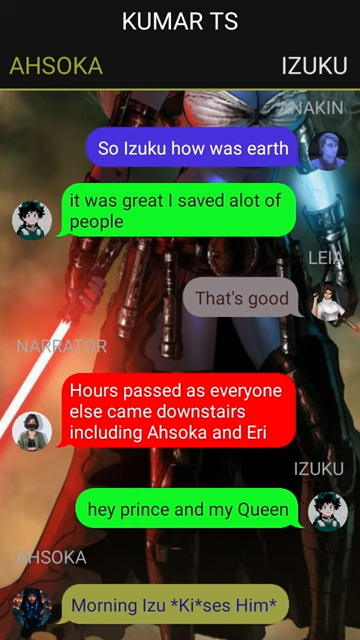 KUMAR TS
AHSOKA
IZUKU
ANAKIN
So Izuku how was earth
it was great I saved alot of
people
LEIA
That's good
NARRATOR
Hours passed as everyone
else came downstairs
including Ahsoka and Eri
IZUKU
hey prince and my Queen
AHSOKA
Morning Izu *Ki*ses Him*